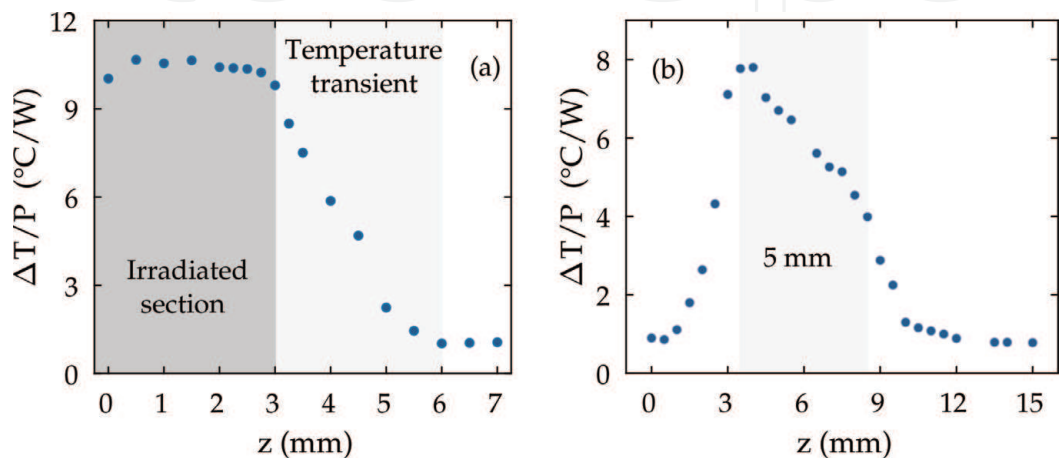 12
9
6
3
0
ΔT/P (°C/W)
Temperature
transient
(a)
Irradiated
section
0 1 2 3 4 5 6 7
z (mm)
8
6
4
2
0
ΔT/P (°C/W)
(b)
5 mm
0 3 6 9 12 15
z (mm)